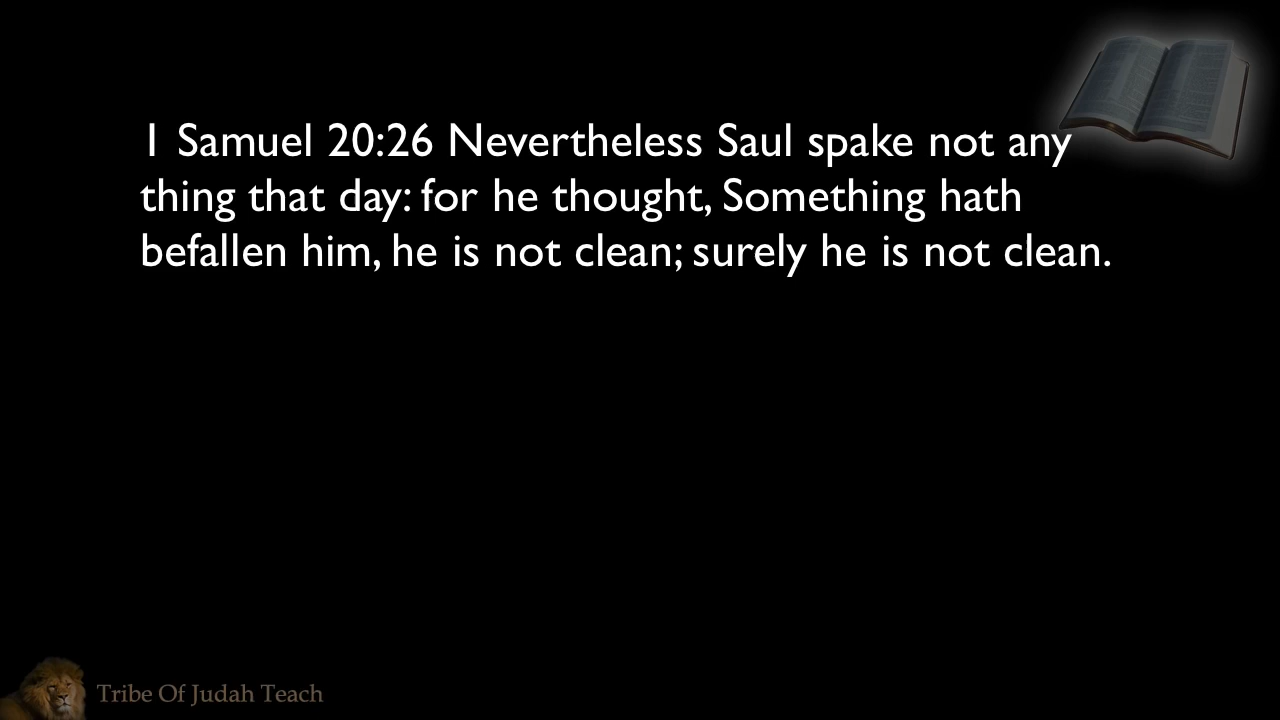 1 Samuel 20:26 Nevertheless Saul spake not any
thing that day: for he thought, Something hath
befallen him, he is not clean; surely he is not clean.
Tribe Of Judah Teach